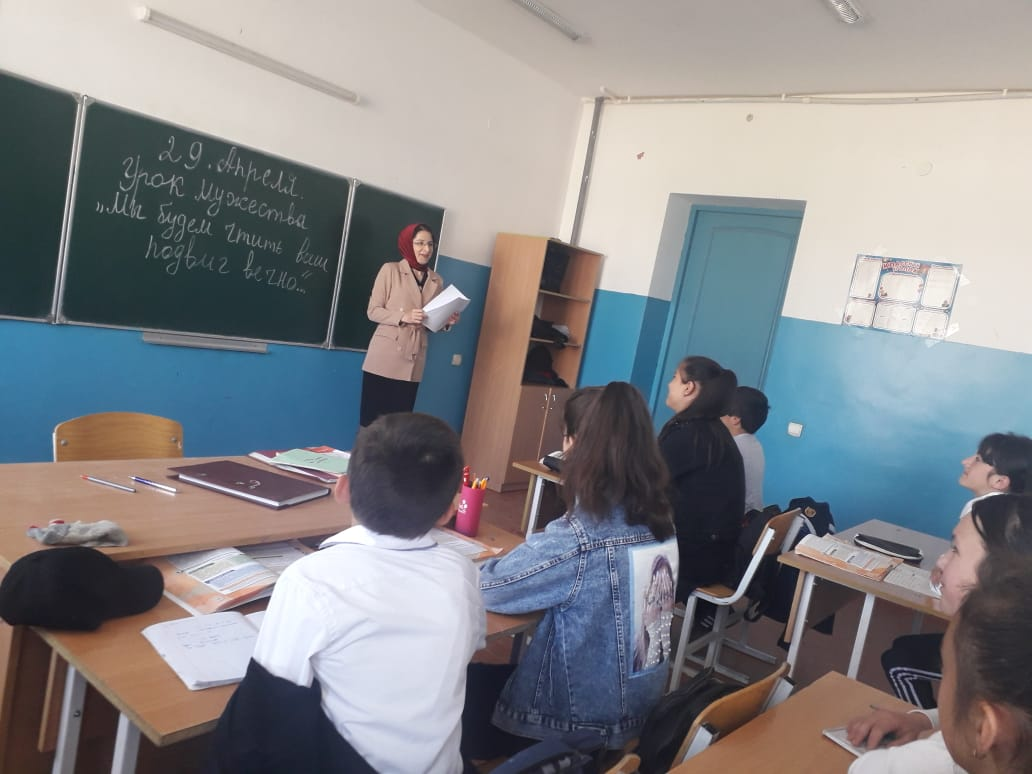 29. Апреля.
Урок мужества
„Мы будем чтить ваш
подвиг вечно..."